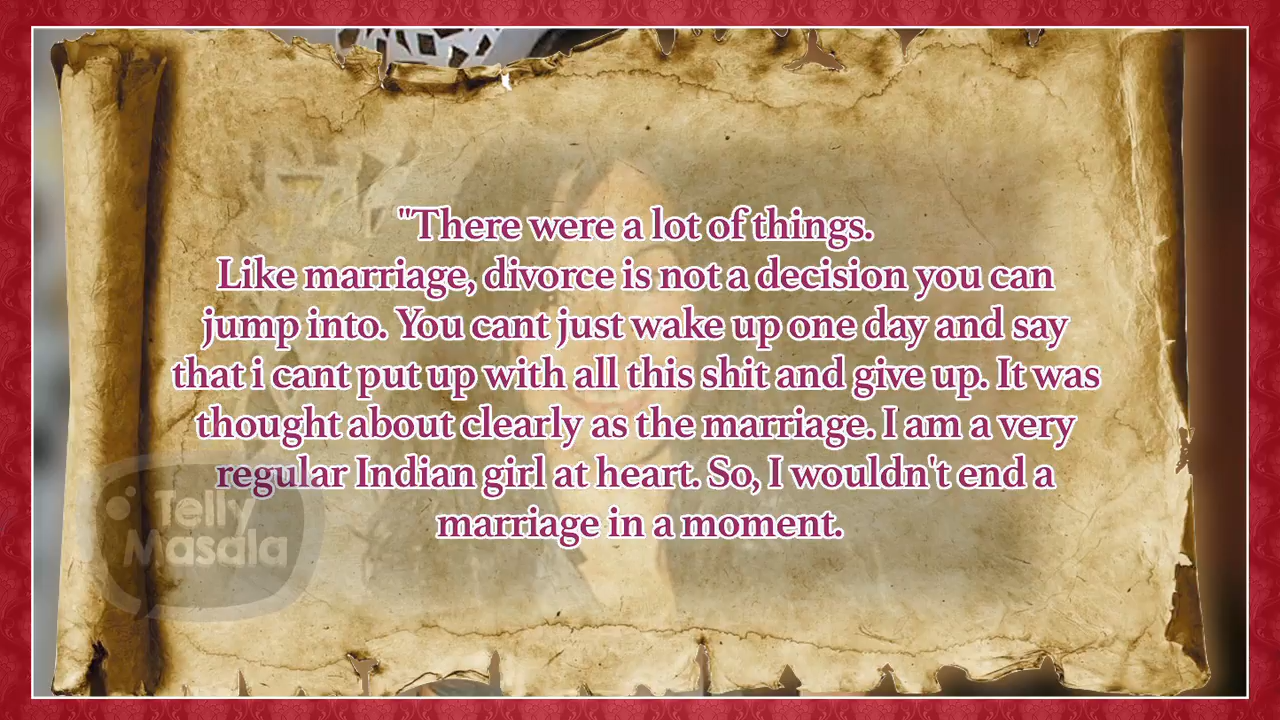 "There were a lot of things.
Like marriage, divorce is not a decision you can
jump into. You cant just wake up one day and say
that i cant put up with all this shit and give up. It was
thought about clearly as the marriage. I am a very
regular Indian girl at heart. So, I wouldn't end a
marriage in a moment.
Telly
Masala